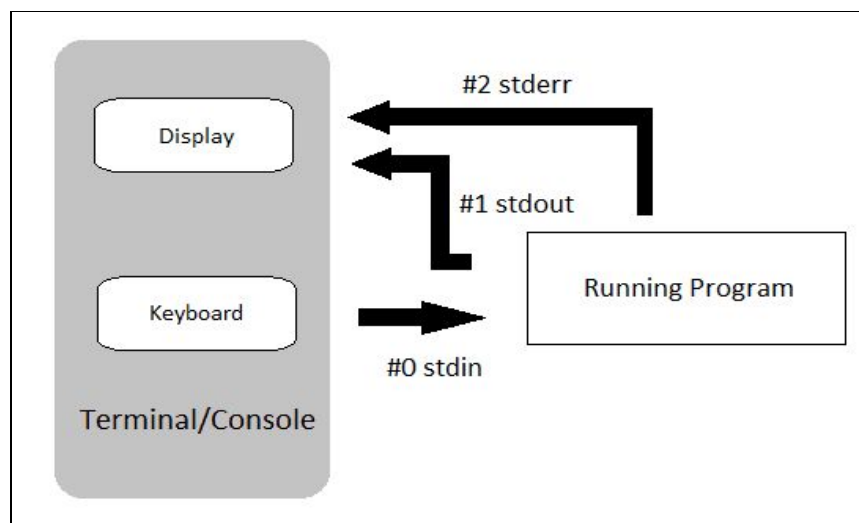 #2 stderr
Display
#1 stdout
Running Program
Keyboard
#0 stdin
Terminal/Console